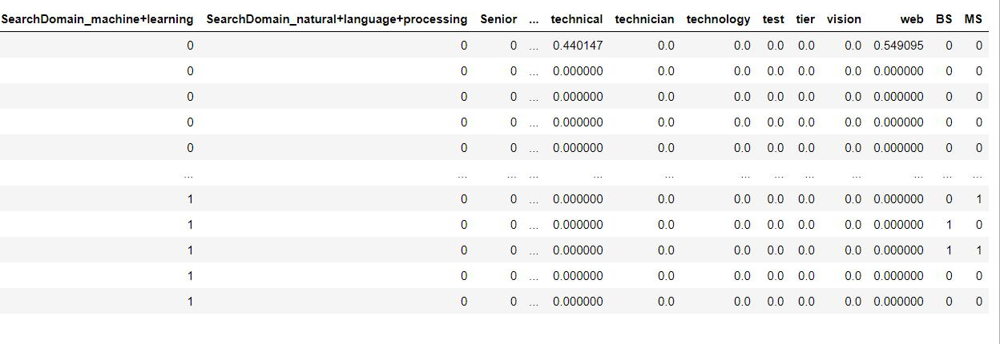 SearchDomain_machine+learning SearchDomain_natural+language+processing Senior ... technical technician technology test tier vision web BS MS
0 0 0 ... 0.440147 0.0 0.0 0.0 0.0 0.0 0.549095 0 0
0 0 0 ... 0.000000 0.0 0.0 0.0 0.0 0.0 0.000000 0 0
0 0 0 ... 0.000000 0.0 0.0 0.0 0.0 0.0 0.000000 0 0
0 0 0 ... 0.000000 0.0 0.0 0.0 0.0 0.0 0.000000 0 0
0 0 0 ... 0.000000 0.0 0.0 0.0 0.0 0.0 0.000000 0 0
... ... ... ... ... ... ... ... ... ... ... ... ...
1 0 0 ... 0.000000 0.0 0.0 0.0 0.0 0.0 0.000000 0 1
1 0 0 ... 0.000000 0.0 0.0 0.0 0.0 0.0 0.000000 1 0
1 0 0 ... 0.000000 0.0 0.0 0.0 0.0 0.0 0.000000 1 1
1 0 0 ... 0.000000 0.0 0.0 0.0 0.0 0.0 0.000000 0 0
1 0 0 ... 0.000000 0.0 0.0 0.0 0.0 0.0 0.000000 0 0